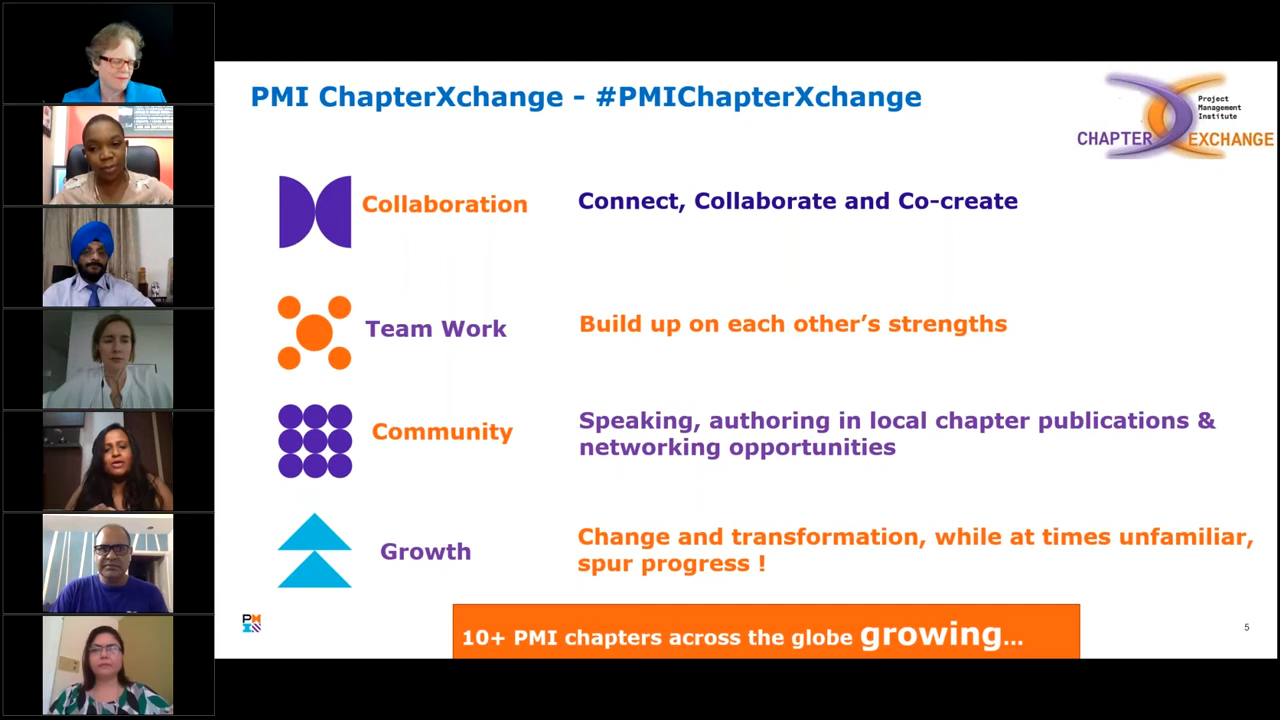 PMI ChapterXchange - #PMIChapterXchange
Project
Management
Institute
CHAPTER EXCHANGE
Collaboration
Connect, Collaborate and Co-create
Team Work
Build up on each other’s strengths
Community
Speaking, authoring in local chapter publications &
networking opportunities
Growth
Change and transformation, while at times unfamiliar,
spur progress !
10+ PMI chapters across the globe growing...
5